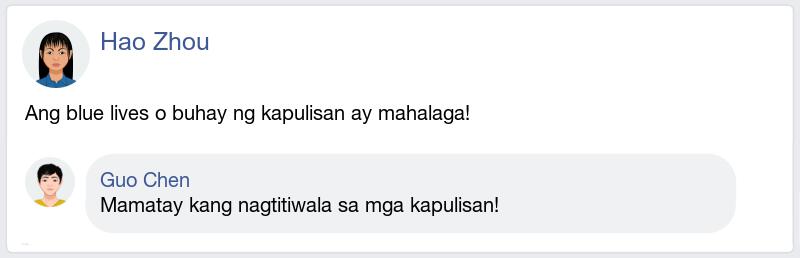 Hao Zhou
Ang blue lives o buhay ng kapulisan ay mahalaga!
Guo Chen
Mamatay kang nagtitiwala sa mga kapulisan!